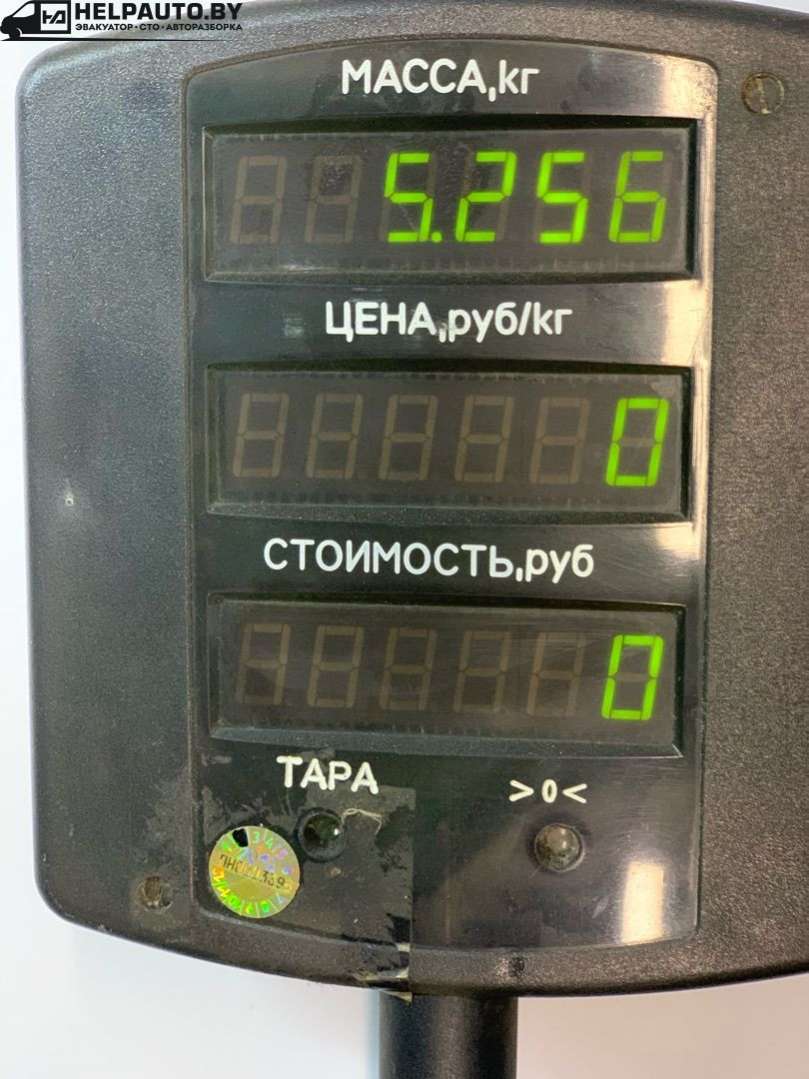 HELPAUTO.BY
ЭВАКУАТОР·СТО·АВТОРАЗБОРКА
МАССА,кг
5.256
ЦЕНА,руб/кг
0
СТОИМОСТЬ,руб
0
ТАРА
>0<